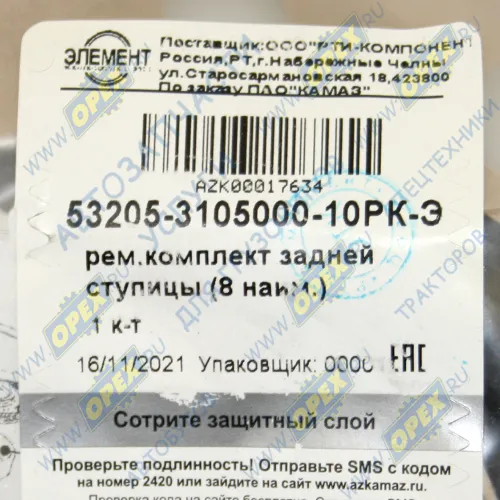 ЭЛЕМЕНТ
Поставщик:ООО"РТИ-КОМПОНЕНТ
Россия,РТ,г.Набережные Челны
ул.Старосармановская 18,423800
По заказу ПАО"КАМАЗ"
AZK00017634
53205-3105000-10РК-Э
рем.комплект задней
ступицы (8 наим.)
1 к-т
16/11/2021 Упаковщик: 0000
ЕАС
Сотрите защитный слой
Проверьте подлинность! Отправьте SMS с кодом
на номер 2420 или зайдите на сайт www.azkamaz.ru.